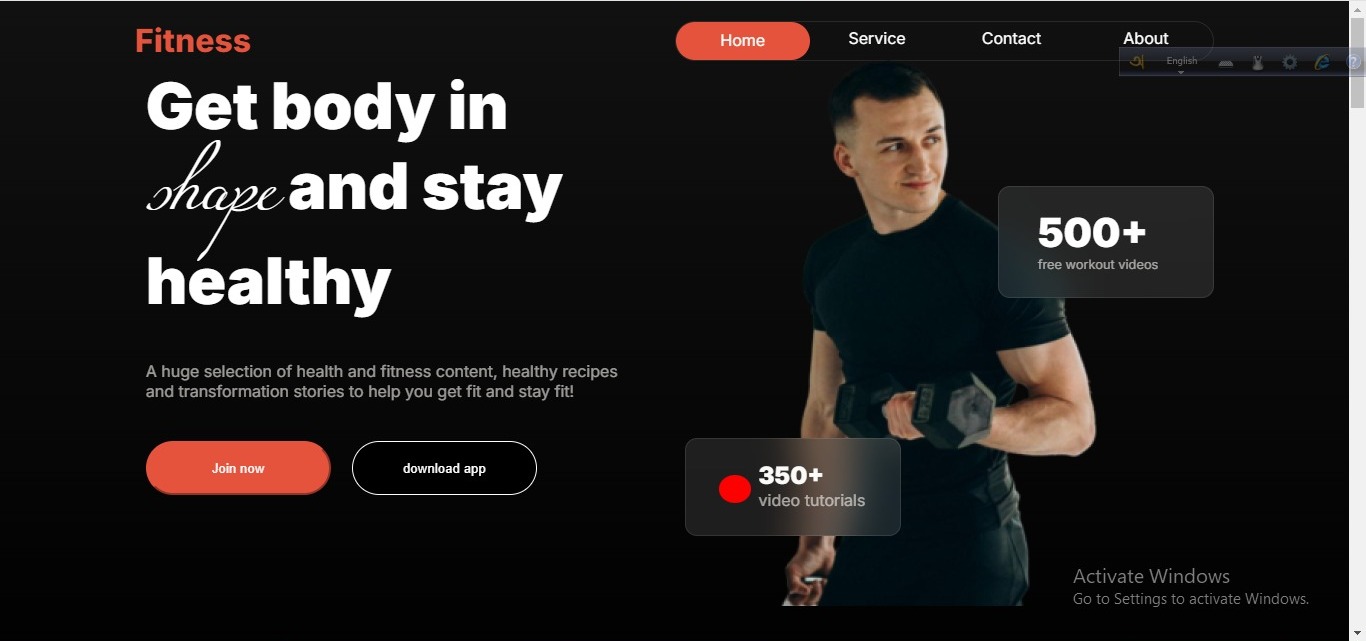 Fitness
Home Service Contact About
অ English
Get body in
shape and stay
healthy
500+
free workout videos
A huge selection of health and fitness content, healthy recipes
and transformation stories to help you get fit and stay fit!
Join now download app
350+
video tutorials
Activate Windows
Go to Settings to activate Windows.